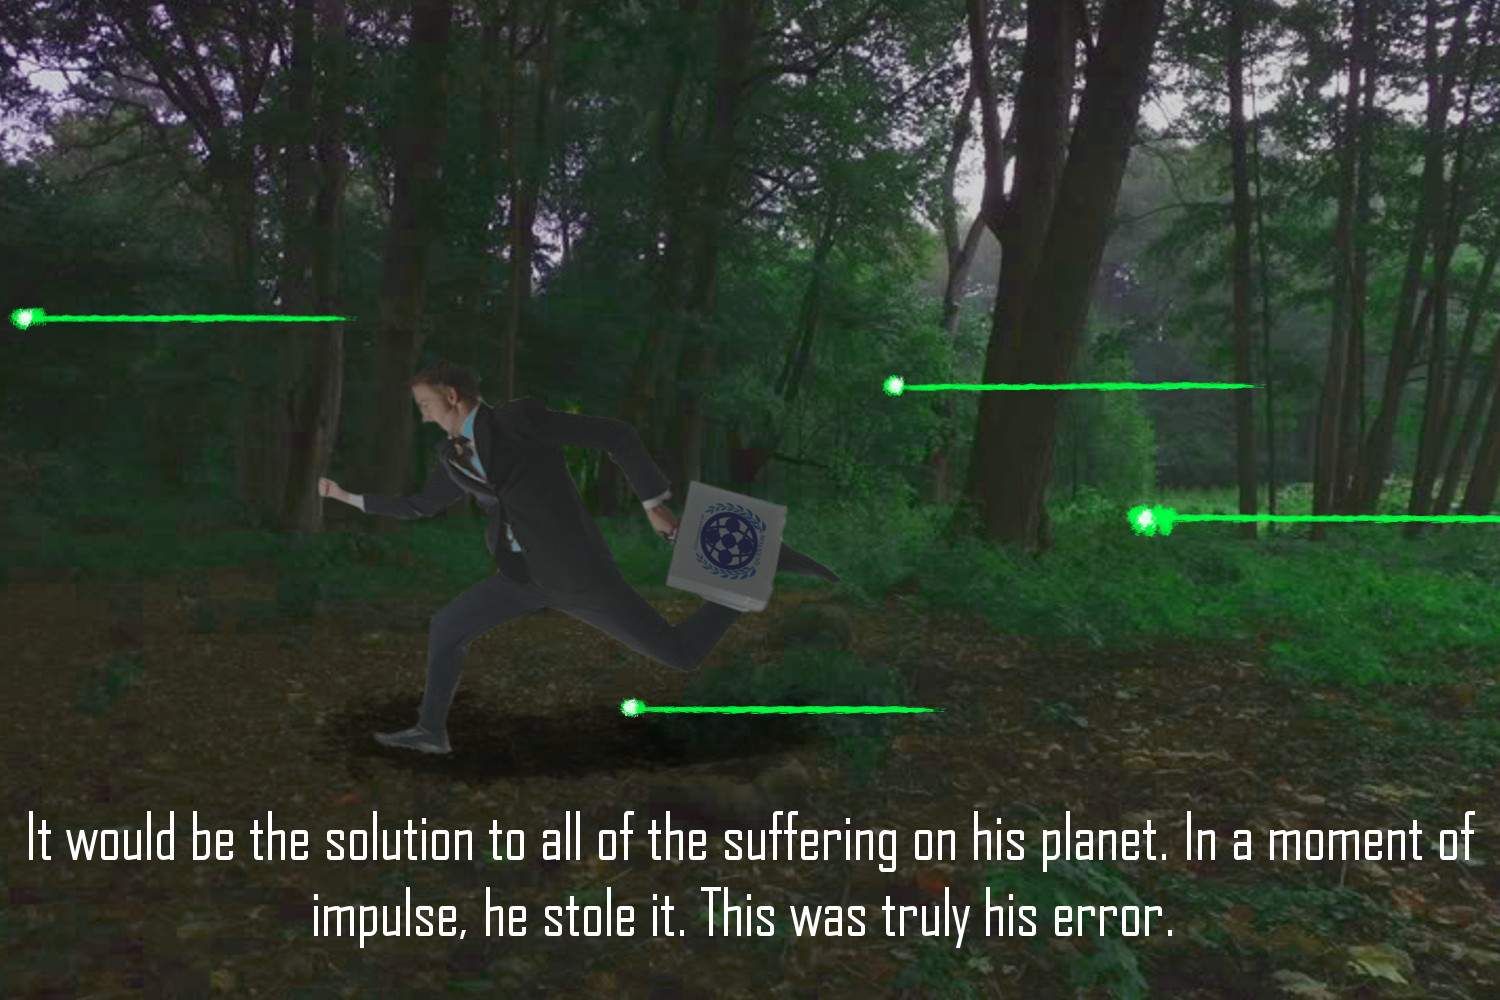 It would be the solution to all of the suffering on his planet. In a moment of
impulse, he stole it. This was truly his error.